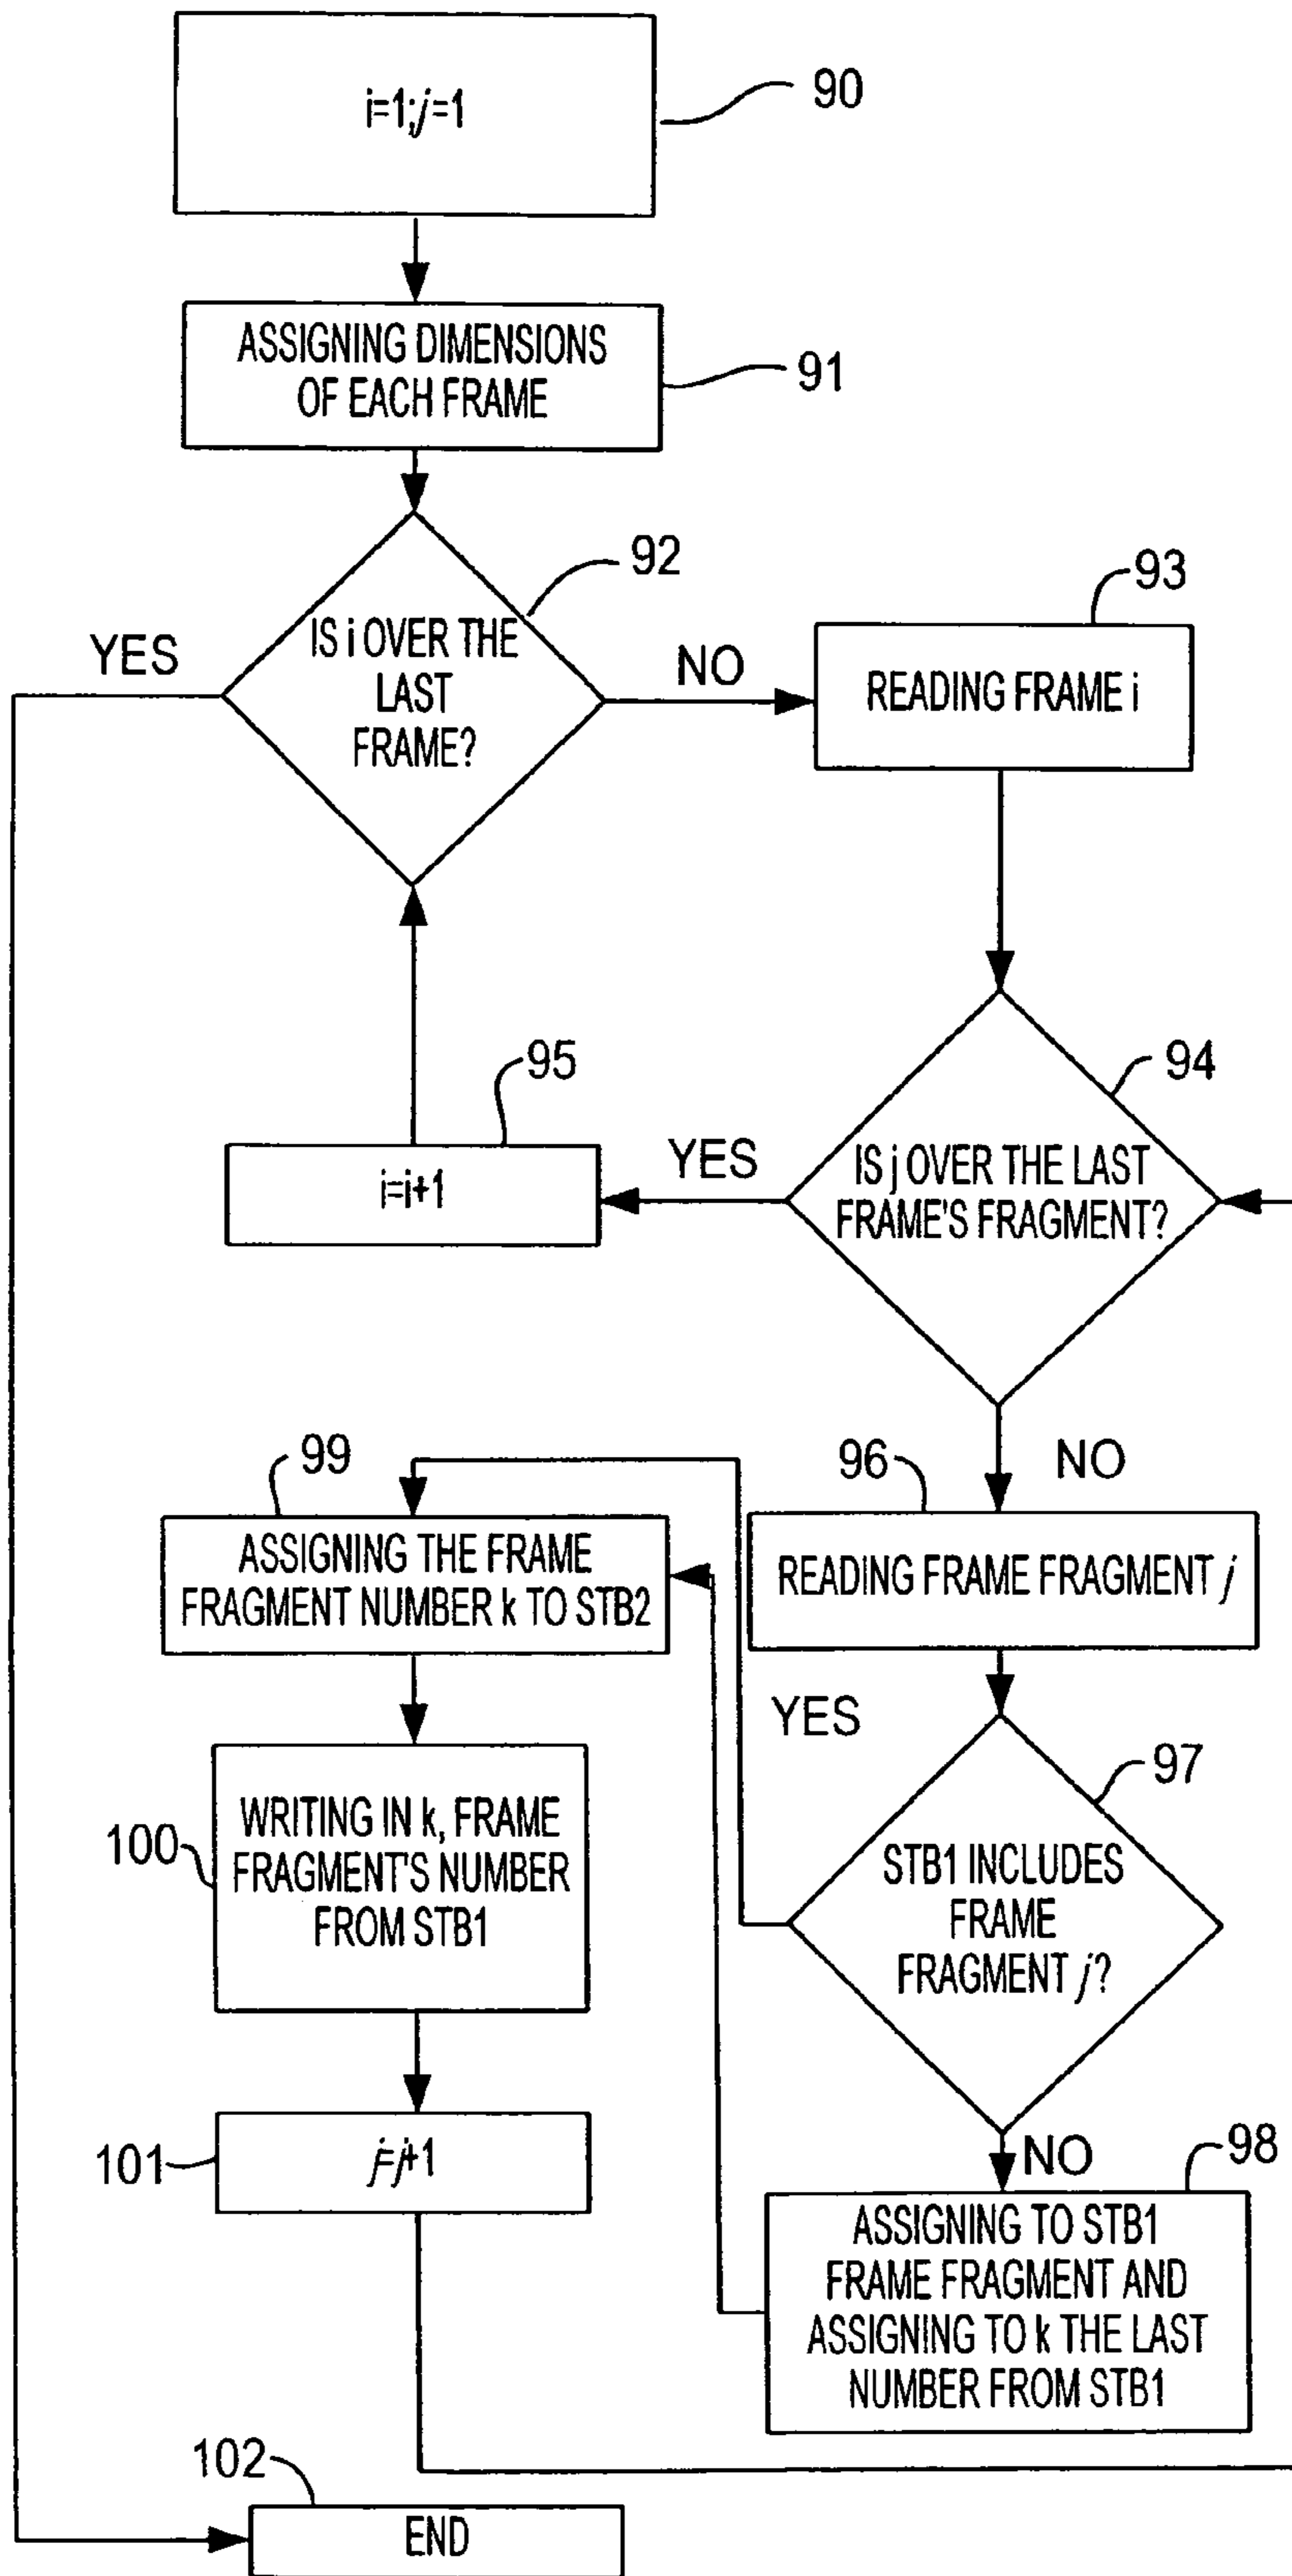 i=1;j=1
90
ASSIGNING DIMENSIONS
OF EACH FRAME
91
92
IS i OVER THE
LAST
FRAME?
YES
NO
93
READING FRAME i
94
IS j OVER THE LAST
FRAME'S FRAGMENT?
YES
95
i=i+1
NO
96
READING FRAME FRAGMENT j
99
ASSIGNING THE FRAME
FRAGMENT NUMBER k TO STB2
YES
97
STB1 INCLUDES
FRAME
FRAGMENT j?
100
WRITING IN k, FRAME
FRAGMENT'S NUMBER
FROM STB1
101
j=j+1
NO
98
ASSIGNING TO STB1
FRAME FRAGMENT AND
ASSIGNING TO k THE LAST
NUMBER FROM STB1
102
END